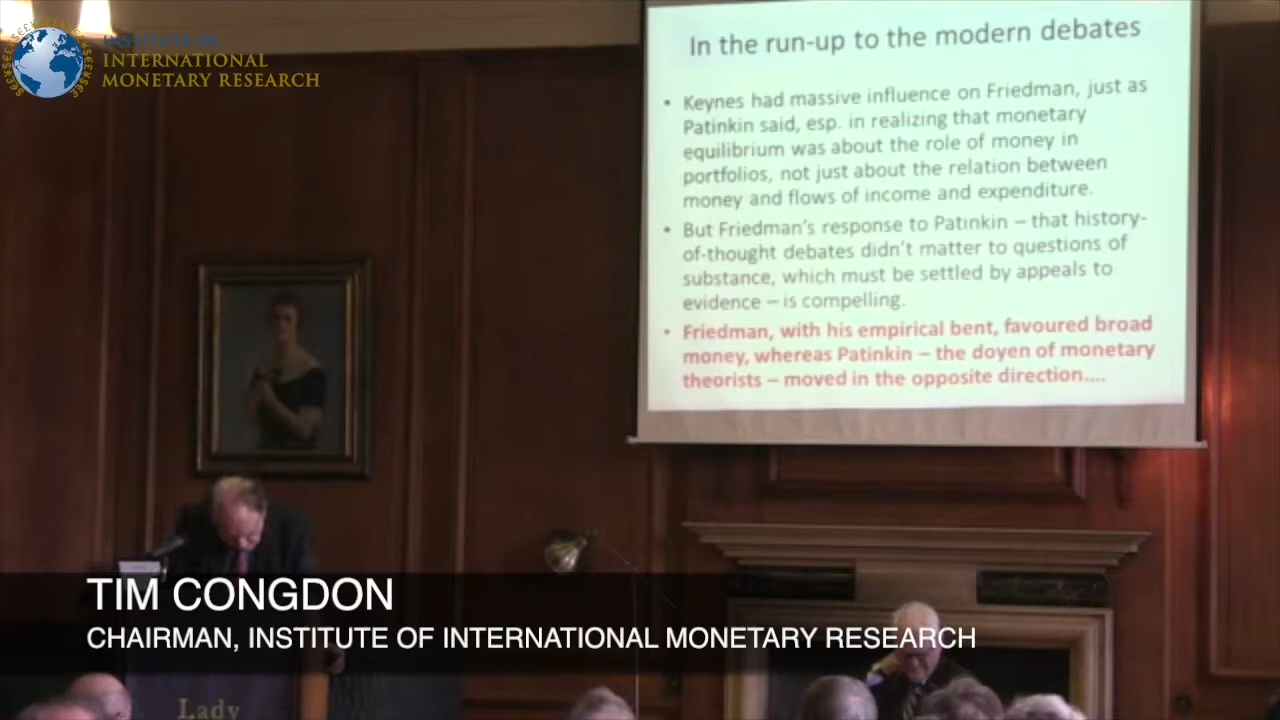 INSTITUTE OF
INTERNATIONAL
MONETARY RESEARCH
In the run-up to the modern debates
• Keynes had massive influence on Friedman, just as
Patinkin said, esp. in realizing that monetary
equilibrium was about the role of money in
portfolios, not just about the relation between
money and flows of income and expenditure.
• But Friedman's response to Patinkin – that history-
of-thought debates didn't matter to questions of
substance, which must be settled by appeals to
evidence – is compelling.
• Friedman, with his empirical bent, favoured broad
money, whereas Patinkin – the doyen of monetary
theorists – moved in the opposite direction....
TIM CONGDON
CHAIRMAN, INSTITUTE OF INTERNATIONAL MONETARY RESEARCH
Lady